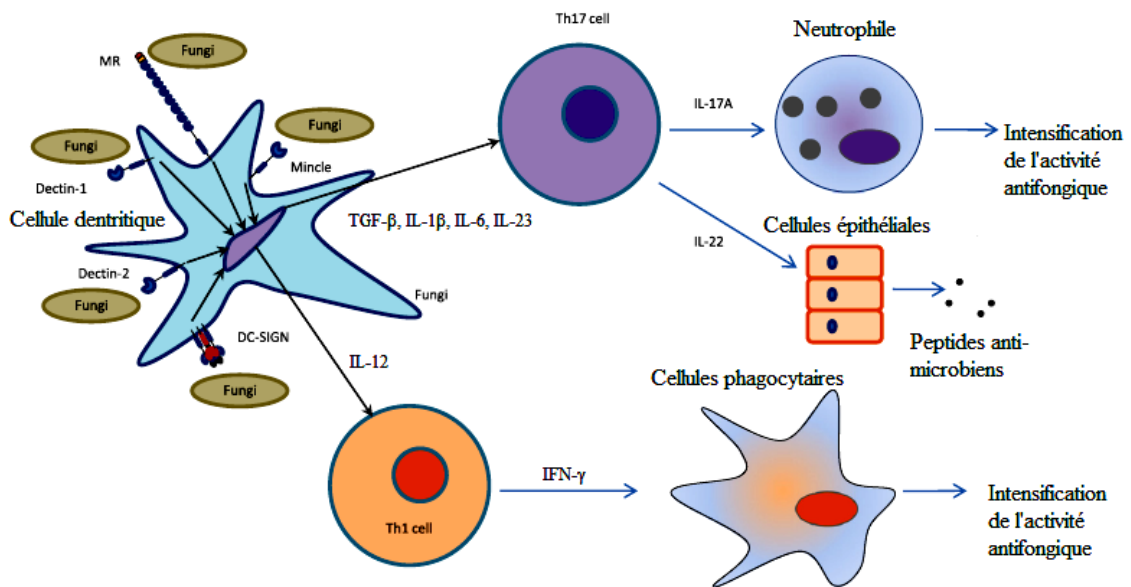 Th17 cell
Neutrophile
Fungi
MR
Fungi
Fungi
Mincle
Dectin-1
Cellule dentritique
IL-17A
Intensification
de l'activité
antifongique
TGF-β, IL-1β, IL-6, IL-23
Cellules épithéliales
IL-22
Dectin-2
Fungi
Fungi
DC-SIGN
Fungi
IL-12
Peptides anti-
microbiens
Cellules phagocytaires
Th1 cell
IFN-γ
Intensification
de l'activité
antifongique